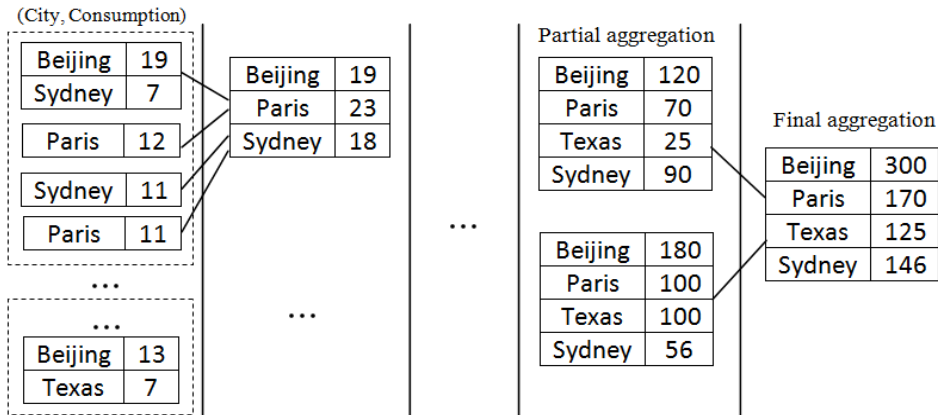 (City, Consumption)
Beijing 19
Sydney 7
Paris 12
Sydney 11
Paris 11
...
...
Beijing 13
Texas 7
Beijing 19
Paris 23
Sydney 18
...
...
Partial aggregation
Beijing 120
Paris 70
Texas 25
Sydney 90
Beijing 180
Paris 100
Texas 100
Sydney 56
Final aggregation
Beijing 300
Paris 170
Texas 125
Sydney 146